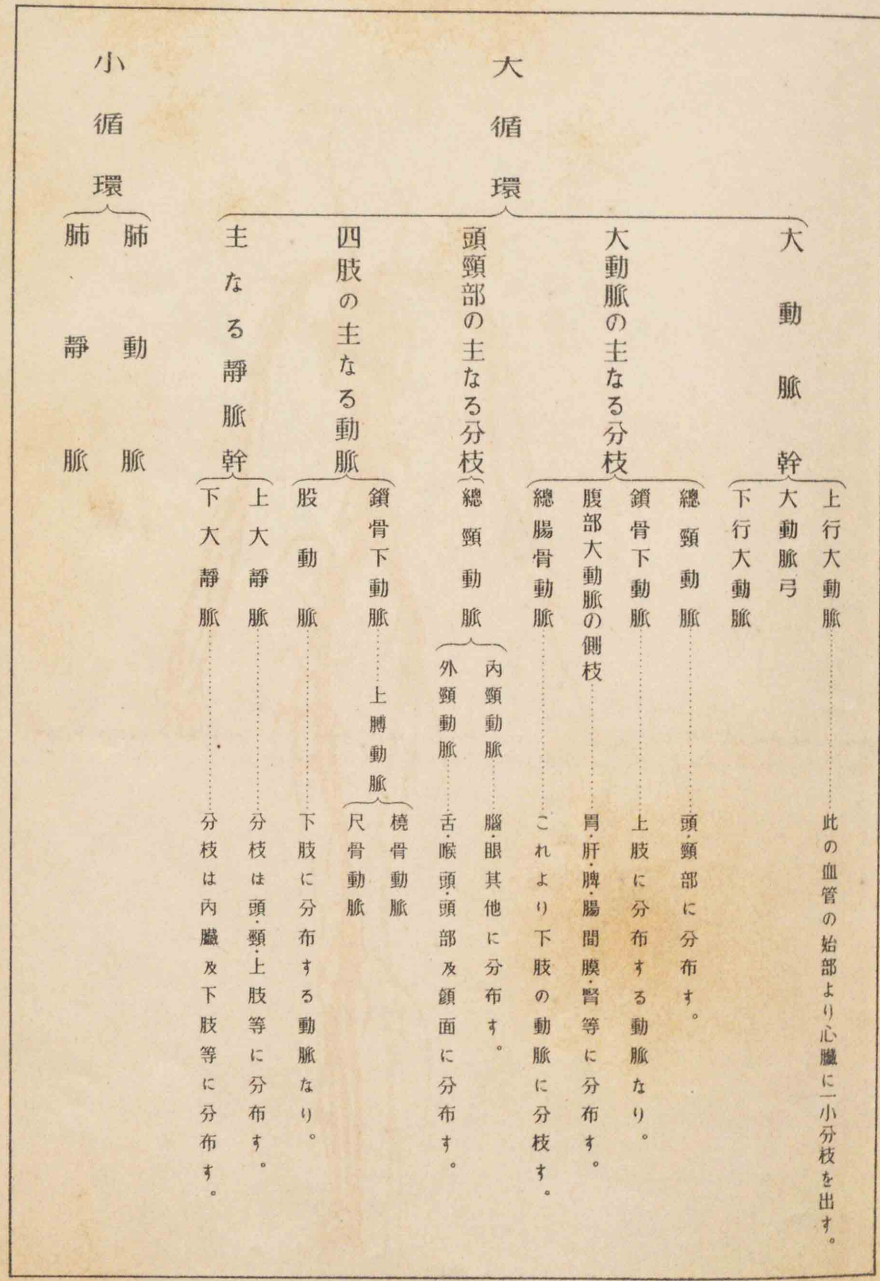 大循環
大動脈幹
上行大動脈……此の血管の始部より心臟に一小分枝を出す。
大動脈弓
下行大動脈
大動脈の主なる分枝
總頸動脈……頭・頸部に分布す。
鎖骨下動脈……上肢に分布する動脈なり。
腹部大動脈の側枝……胃・肝・脾・腸間膜・腎等に分布す。
總腸骨動脈……これより下肢の動脈に分枝す。
頭頸部の主なる分枝
總頸動脈
內頸動脈……腦・眼其他に分布す。
外頸動脈……舌・喉頭・頭部及顏面に分布す。
四肢の主なる動脈
鎖骨下動脈……上膊動脈
橈骨動脈
尺骨動脈
股動脈……下肢に分布する動脈なり。
主なる靜脈幹
上大靜脈……分枝は頭・頸・上肢等に分布す。
下大靜脈……分枝は內臟及下肢等に分布す。
小循環
肺動脈
肺靜脈